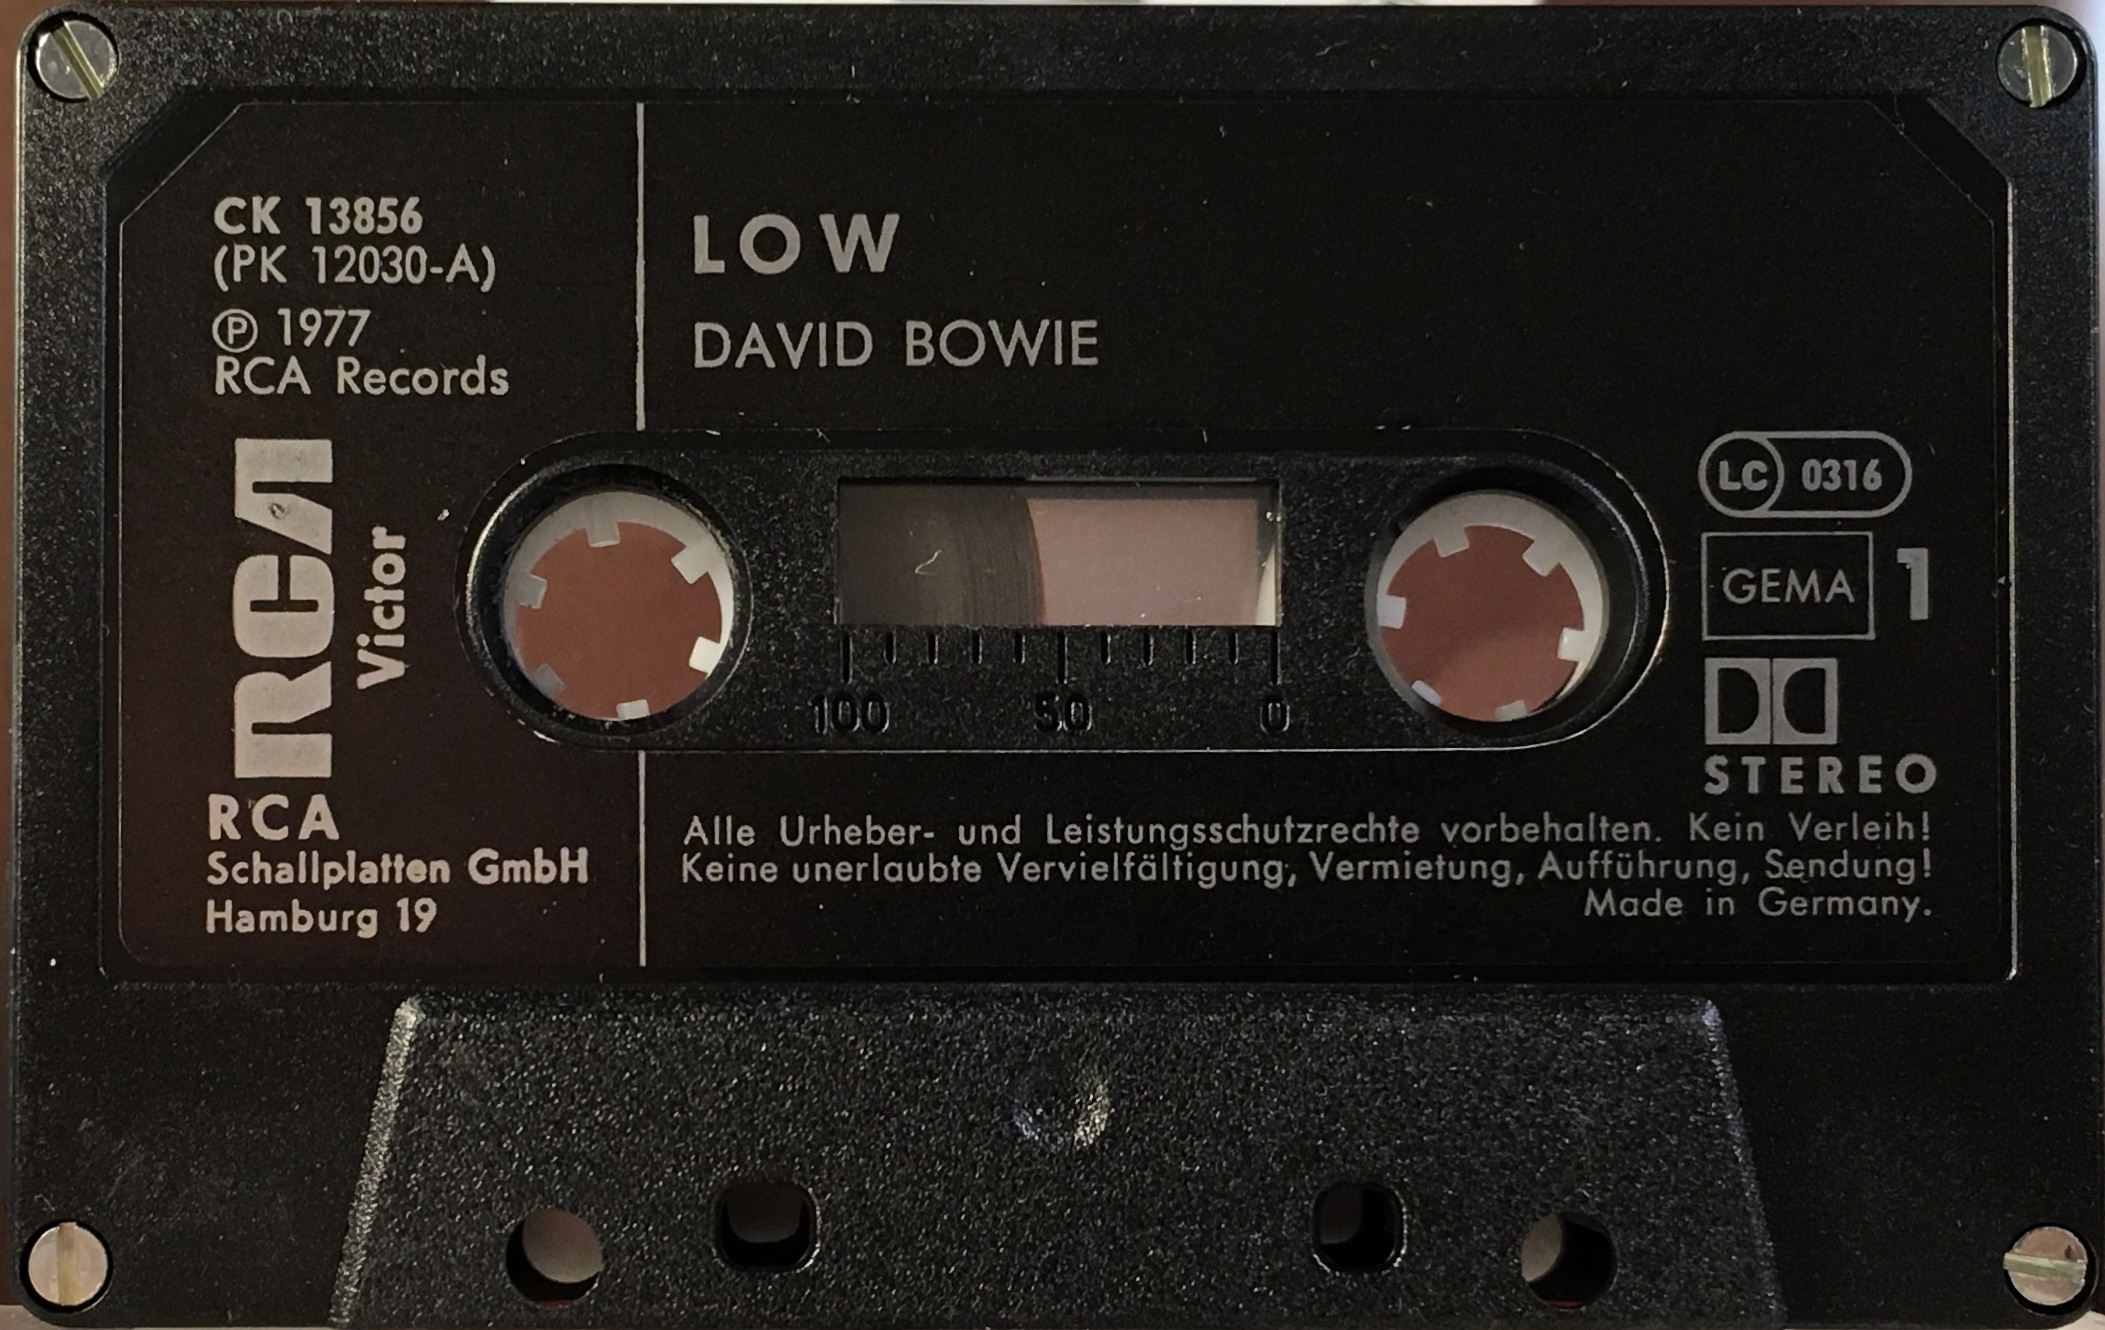 CK 13856
(PK 12030-A)
℗ 1977
RCA Records
RCA
Victor
RCA
Schallplatten GmbH
Hamburg 19
LOW
DAVID BOWIE
100 50 0
LC 0316
GEMA 1
STEREO
Alle Urheber- und Leistungsschutzrechte vorbehalten. Kein Verleih!
Keine unerlaubte Vervielfältigung, Vermietung, Aufführung, Sendung!
Made in Germany.